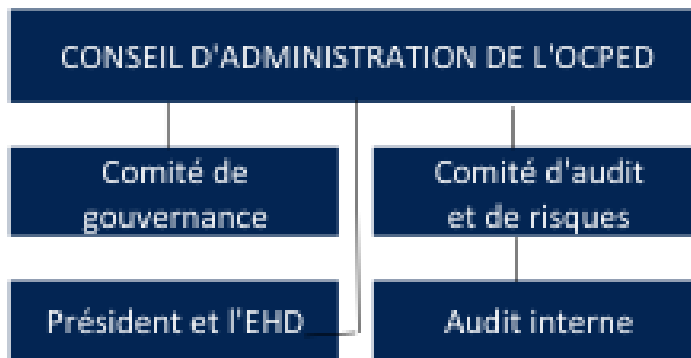 CONSEIL D'ADMINISTRATION DE L'OCPED
Comité de
gouvernance
Comité d'audit
et de risques
Président et l'EHD
Audit interne